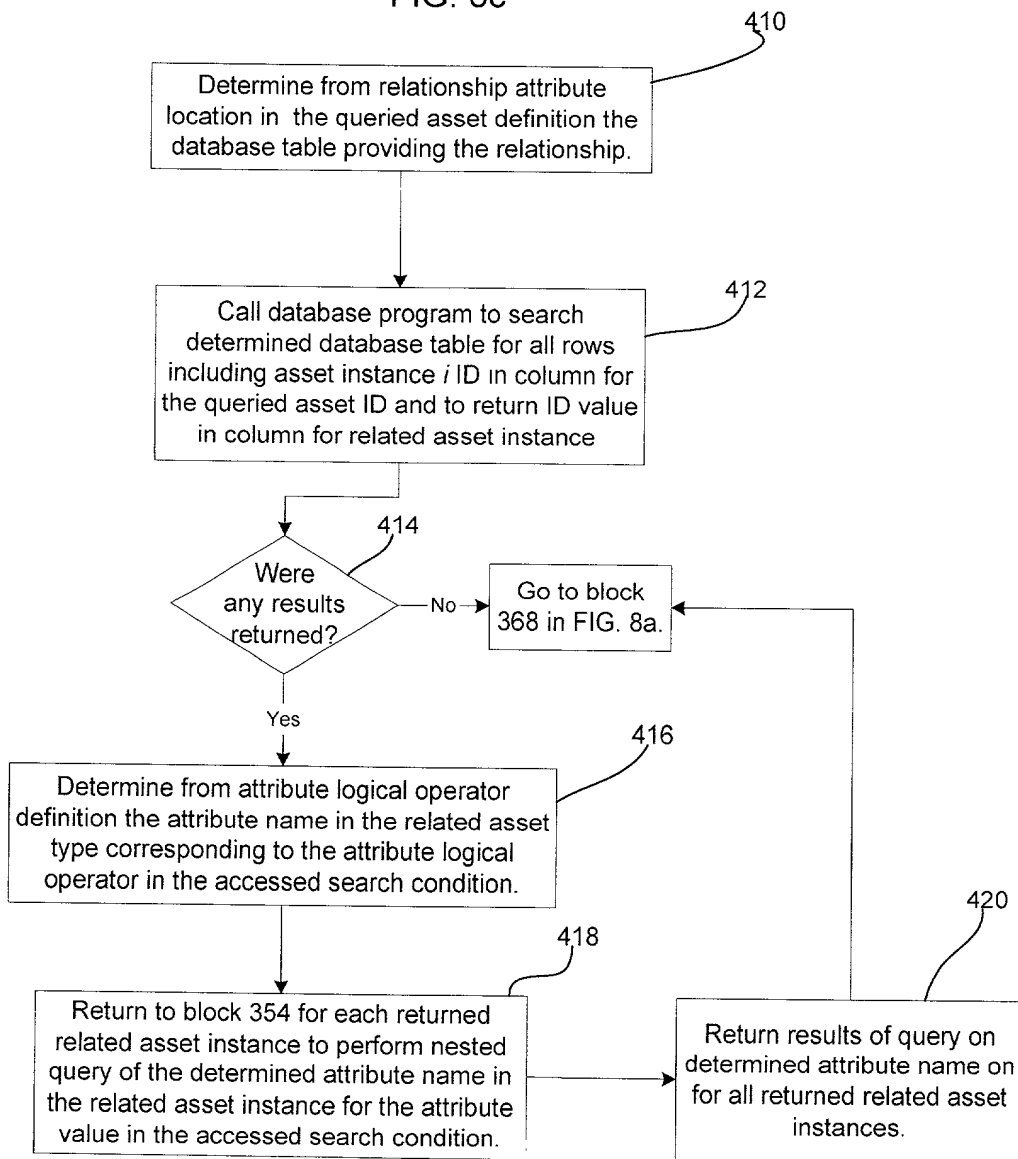 FIG. 8c
410
Determine from relationship attribute
location in the queried asset definition the
database table providing the relationship.
412
Call database program to search
determined database table for all rows
including asset instance i ID in column for
the queried asset ID and to return ID value
in column for related asset instance
414
Were
any results
returned?
No
Go to block
368 in FIG. 8a.
Yes
416
Determine from attribute logical operator
definition the attribute name in the related asset
type corresponding to the attribute logical
operator in the accessed search condition.
418
Return to block 354 for each returned
related asset instance to perform nested
query of the determined attribute name in
the related asset instance for the attribute
value in the accessed search condition.
420
Return results of query on
determined attribute name on
for all returned related asset
instances.